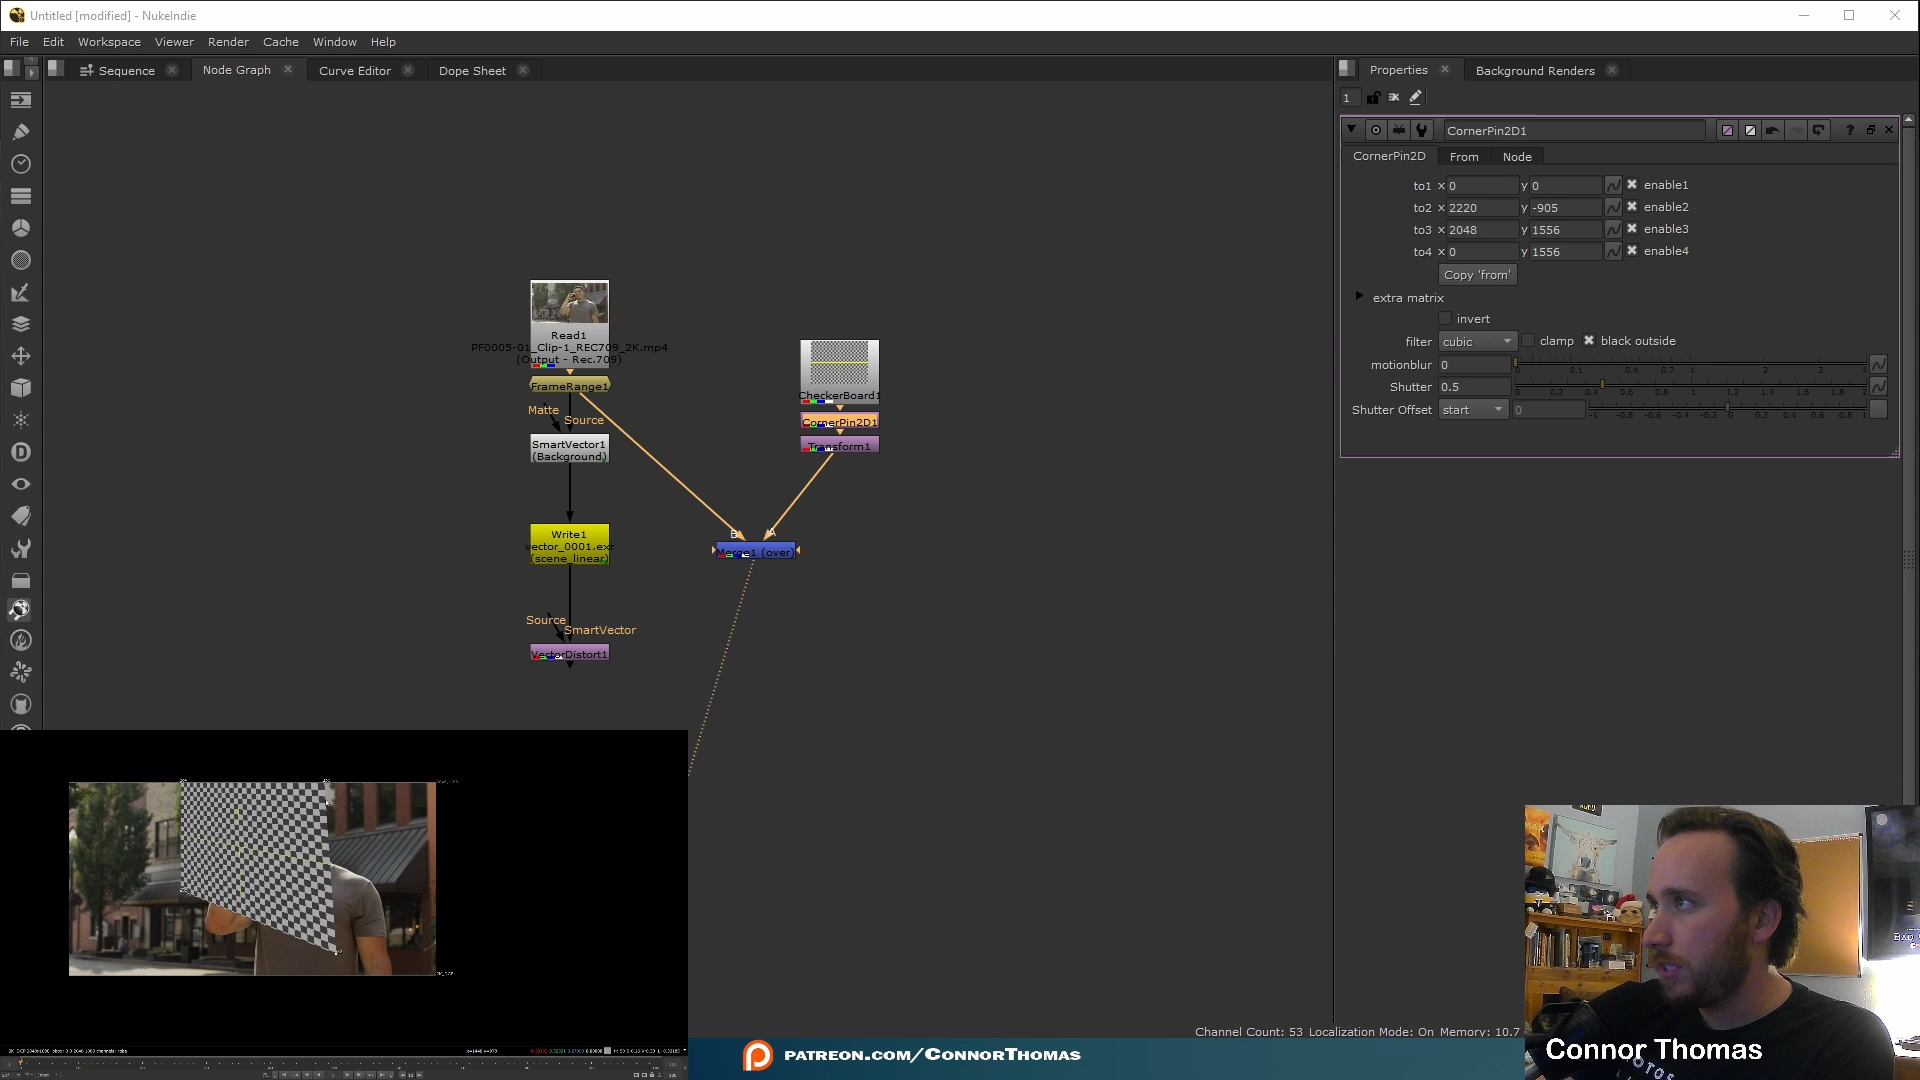 Untitled [modified] - NukeIndie
File Edit Workspace Viewer Render Cache Window Help
Sequence Node Graph Curve Editor Dope Sheet
Properties Background Renders
1
CornerPin2D1
CornerPin2D From Node
to1 x 0 y 0 enable1
to2 x 2220 y -905 enable2
to3 x 2048 y 1556 enable3
to4 x 0 y 1556 enable4
Copy 'from'
extra matrix
invert
filter cubic clamp black outside
motionblur 0
Shutter 0.5
Shutter Offset start 0
Read1
PF0005-01_Clip-1_REC709_2K.mp4
(Output - Rec.709)
FrameRange1
Matte
Source
SmartVector1
(Background)
Write1
vector_0001.exr
(scene_linear)
Source
SmartVector
VectorDistort1
CheckerBoard1
CornerPin2D1
Transform1
B A
Merge1 (over)
Channel Count: 53 Localization Mode: On Memory: 10.7
PATREON.COM/CONNORTHOMAS
Connor Thomas